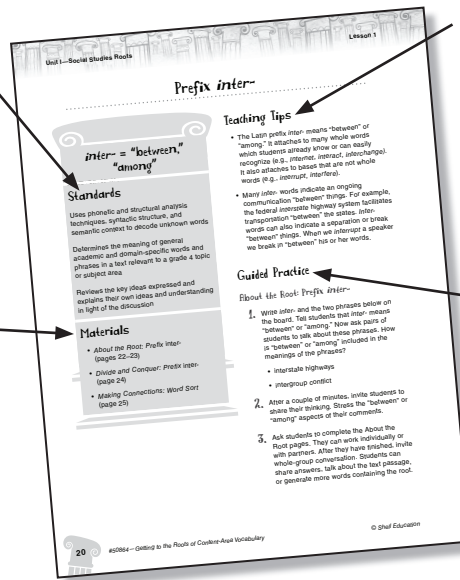 Unit I—Social Studies Roots
Lesson 1
Prefix inter-
inter- = "between,"
"among"
Standards
Uses phonetic and structural analysis
techniques, syntactic structure, and
semantic context to decode unknown words
Determines the meaning of general
academic and domain-specific words and
phrases in a text relevant to a grade 4 topic
or subject area
Reviews the key ideas expressed and
explains their own ideas and understanding
in light of the discussion
Materials
• About the Root: Prefix inter-
(pages 22–23)
• Divide and Conquer: Prefix inter-
(page 24)
• Making Connections: Word Sort
(page 25)
Teaching Tips
• The Latin prefix inter- means "between" or
"among." It attaches to many whole words
which students already know or can easily
recognize (e.g., Internet, interact, interchange).
It also attaches to bases that are not whole
words (e.g., interrupt, interfere).
• Many inter- words indicate an ongoing
communication "between" things. For example,
the federal interstate highway system facilitates
transportation "between" the states. Inter-
words can also indicate a separation or break
"between" things. When we interrupt a speaker
we break in "between" his or her words.
Guided Practice
About the Root: Prefix inter-
1. Write inter- and the two phrases below on
the board. Tell students that inter- means
"between" or "among." Now ask pairs of
students to talk about these phrases. How
is "between" or "among" included in the
meanings of the phrases?
• interstate highways
• intergroup conflict
2. After a couple of minutes, invite students to
share their thinking. Stress the "between" or
"among" aspects of their comments.
3. Ask students to complete the About the
Root pages. They can work individually or
with partners. After they have finished, invite
whole-group conversation. Students can
share answers, talk about the text passage,
or generate more words containing the root.
20
#50864—Getting to the Roots of Content-Area Vocabulary
© Shell Education